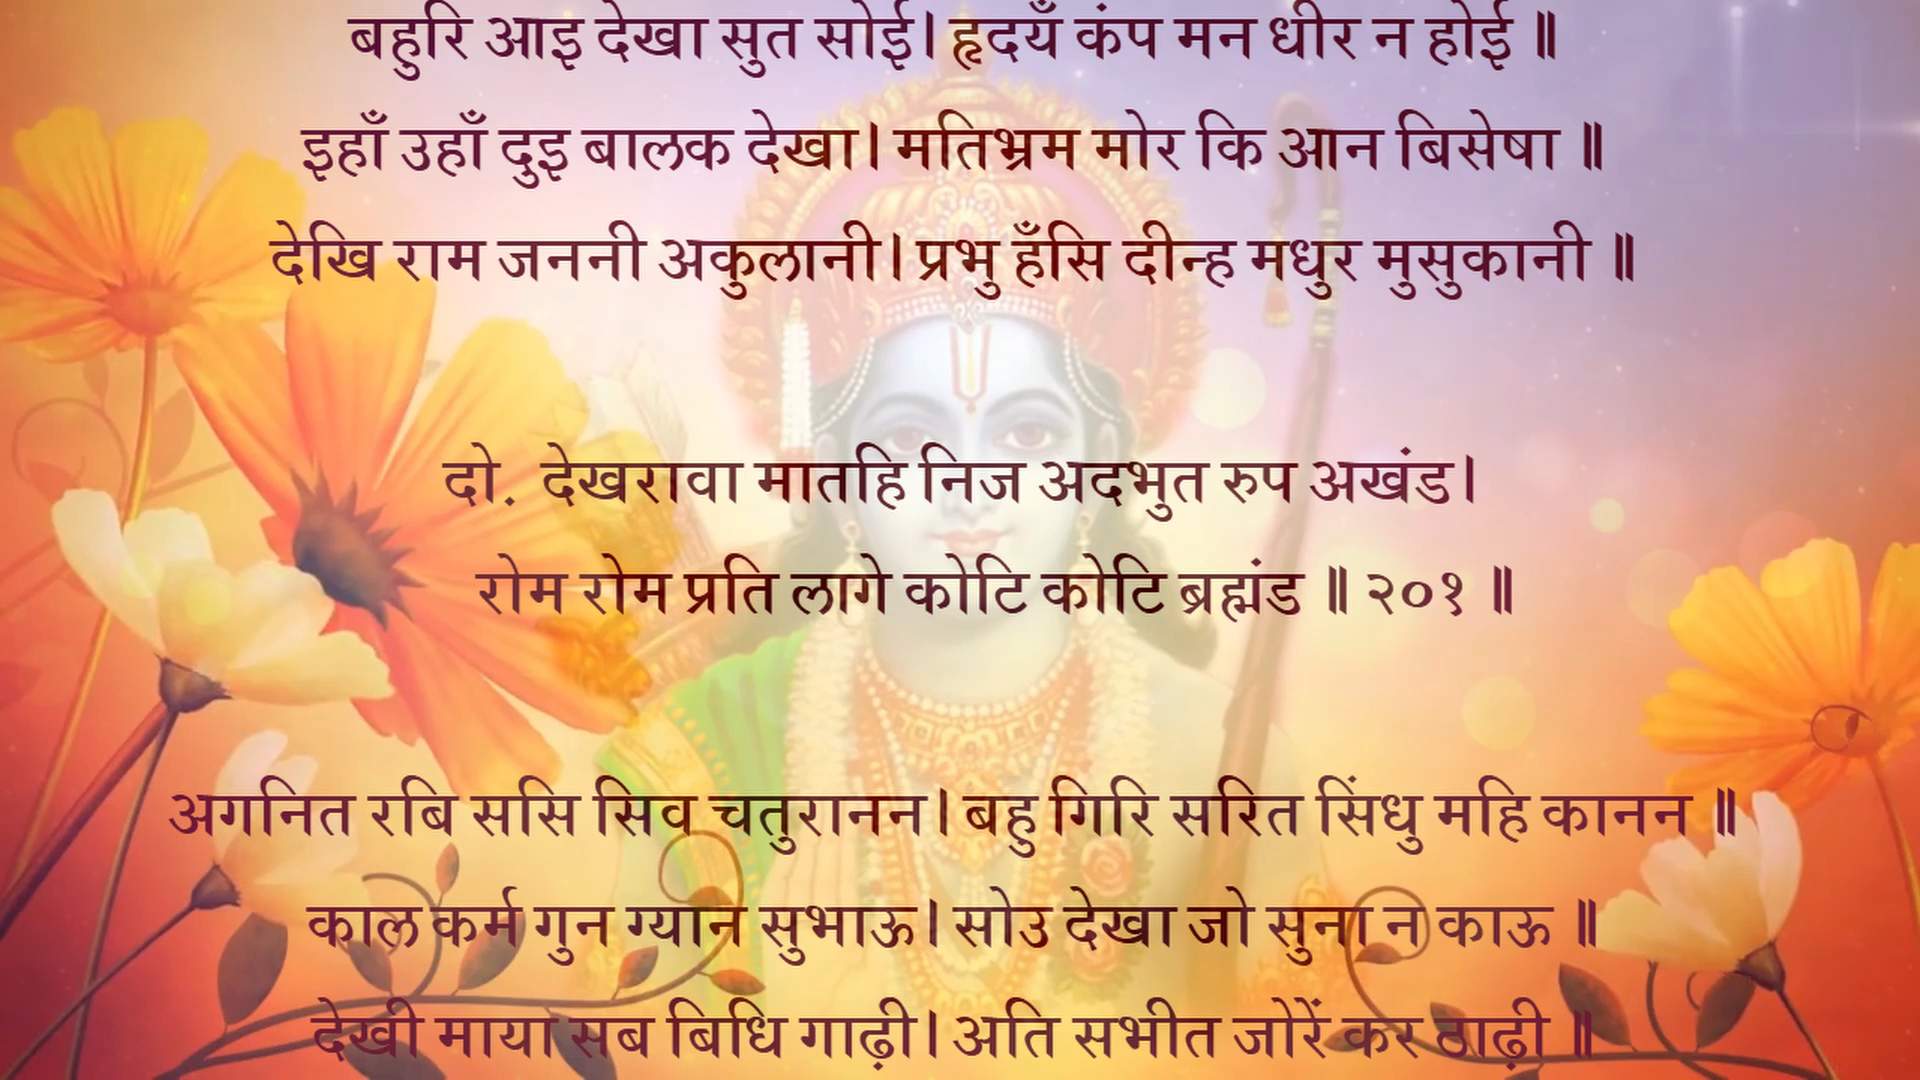 बहुरि आइ देखा सुत सोई। हृदयँ कंप मन धीर न होई ॥
इहाँ उहाँ दुइ बालक देखा। मतिभ्रम मोर कि आन बिसेषा ॥
देखि राम जननी अकुलानी। प्रभु हँसि दीन्ह मधुर मुसुकानी ॥
दो. देखरावा मातहि निज अदभुत रुप अखंड।
रोम रोम प्रति लागे कोटि कोटि ब्रह्मंड ॥ २०१ ॥
अगनित रबि ससि सिव चतुरानन। बहु गिरि सरित सिंधु महि कानन ॥
काल कर्म गुन ग्यान सुभाऊ। सोउ देखा जो सुना न काऊ ॥
देखी माया सब बिधि गाढ़ी। अति सभीत जोरें कर ठाढ़ी ॥